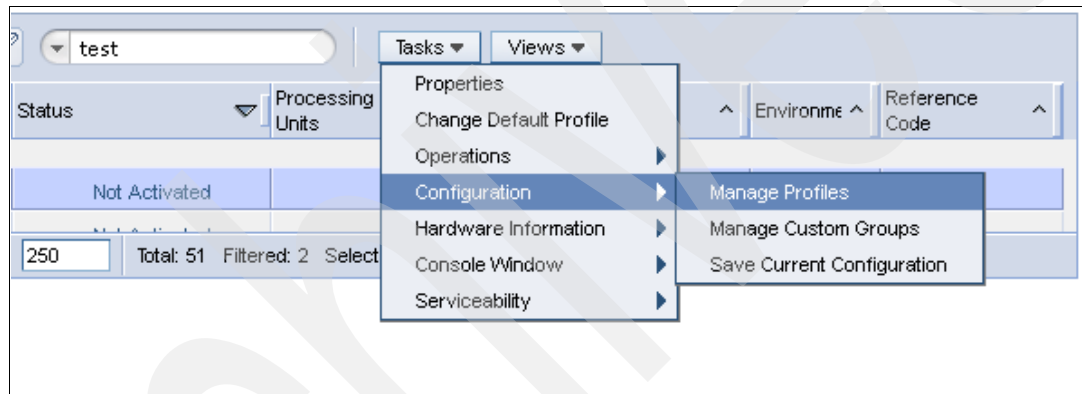 test
Tasks Views
Status
Processing Units
Environme
Reference Code
Properties
Change Default Profile
Operations
Not Activated
Configuration
Manage Profiles
Hardware Information
Manage Custom Groups
250
Total: 51 Filtered: 2 Select
Console Window
Save Current Configuration
Serviceability